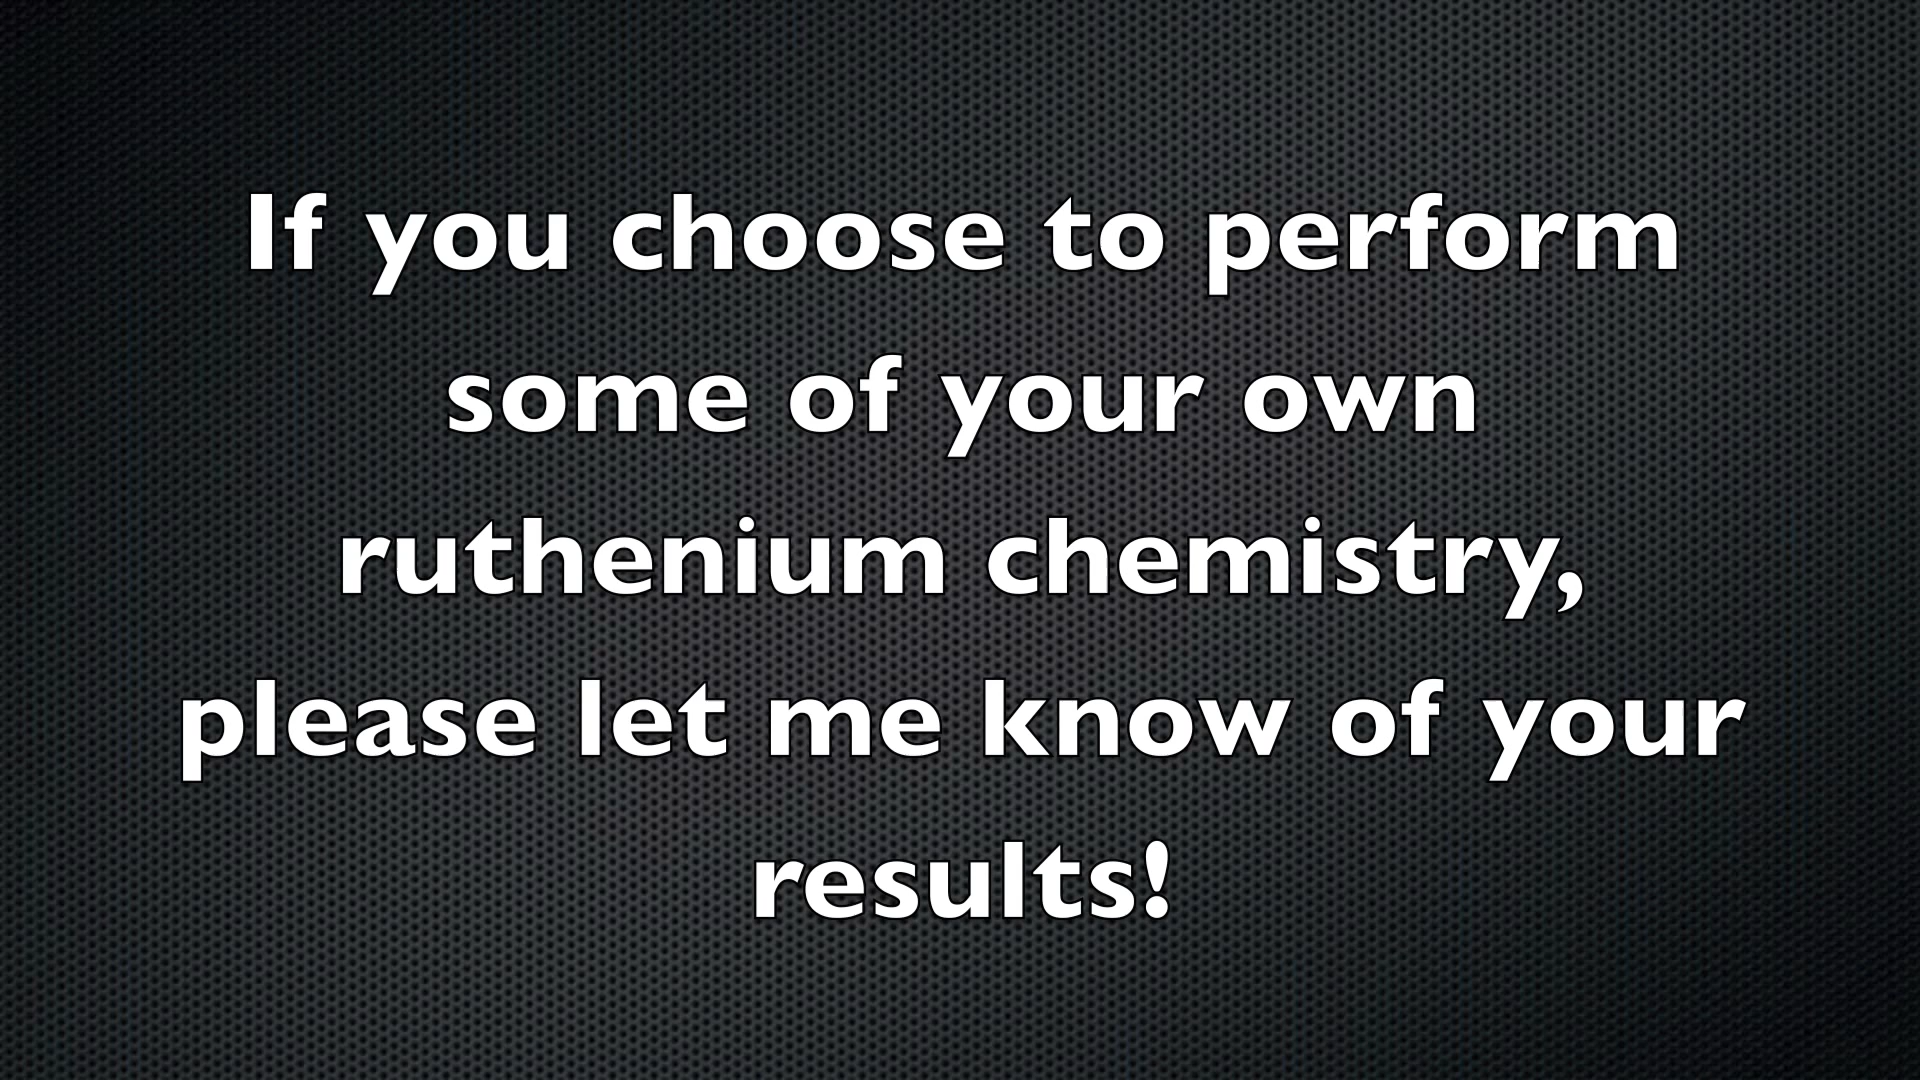 If you choose to perform
some of your own
ruthenium chemistry,
please let me know of your
results!